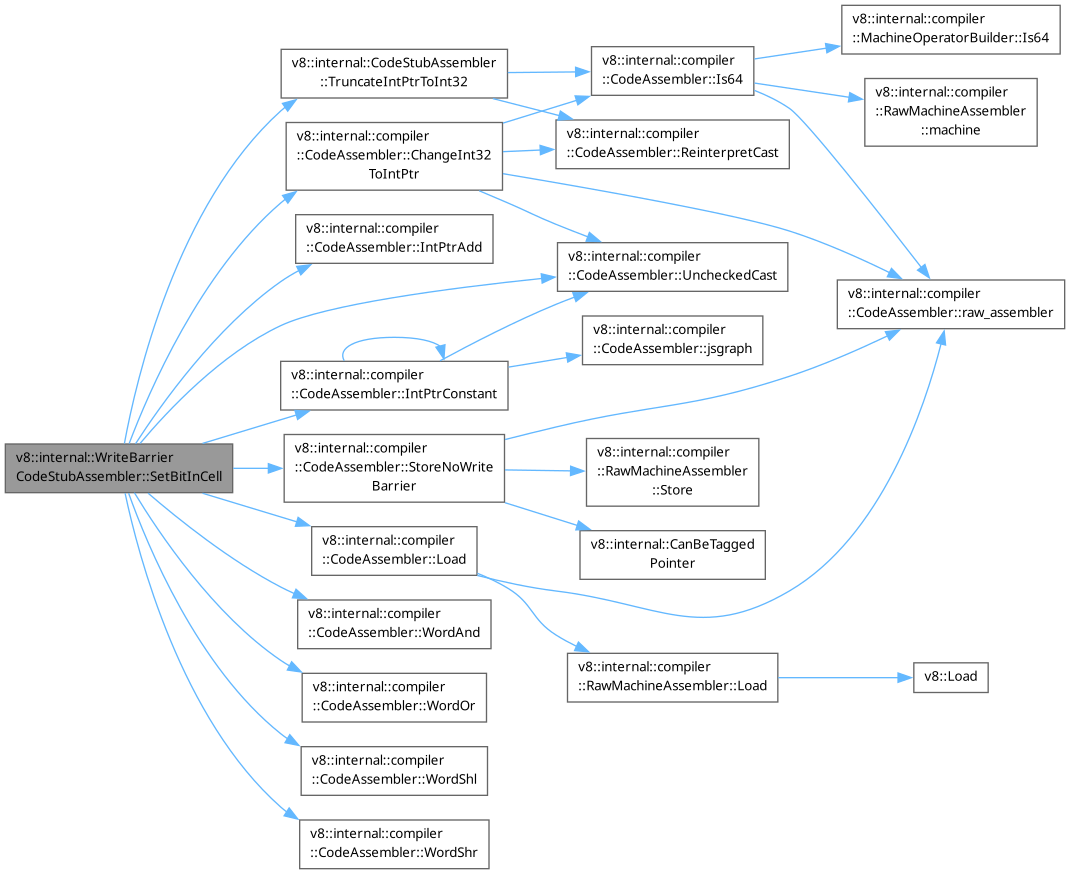 v8::internal::WriteBarrier
CodeStubAssembler::SetBitInCell
v8::internal::CodeStubAssembler
::TruncateIntPtrToInt32
v8::internal::compiler
::CodeAssembler::ChangeInt32
ToIntPtr
v8::internal::compiler
::CodeAssembler::IntPtrAdd
v8::internal::compiler
::CodeAssembler::IntPtrConstant
v8::internal::compiler
::CodeAssembler::StoreNoWrite
Barrier
v8::internal::compiler
::CodeAssembler::Load
v8::internal::compiler
::CodeAssembler::WordAnd
v8::internal::compiler
::CodeAssembler::WordOr
v8::internal::compiler
::CodeAssembler::WordShl
v8::internal::compiler
::CodeAssembler::WordShr
v8::internal::compiler
::CodeAssembler::Is64
v8::internal::compiler
::CodeAssembler::ReinterpretCast
v8::internal::compiler
::CodeAssembler::UncheckedCast
v8::internal::compiler
::CodeAssembler::jsgraph
v8::internal::compiler
::RawMachineAssembler
::Store
v8::internal::CanBeTagged
Pointer
v8::internal::compiler
::RawMachineAssembler::Load
v8::internal::compiler
::MachineOperatorBuilder::Is64
v8::internal::compiler
::RawMachineAssembler
::machine
v8::internal::compiler
::CodeAssembler::raw_assembler
v8::Load